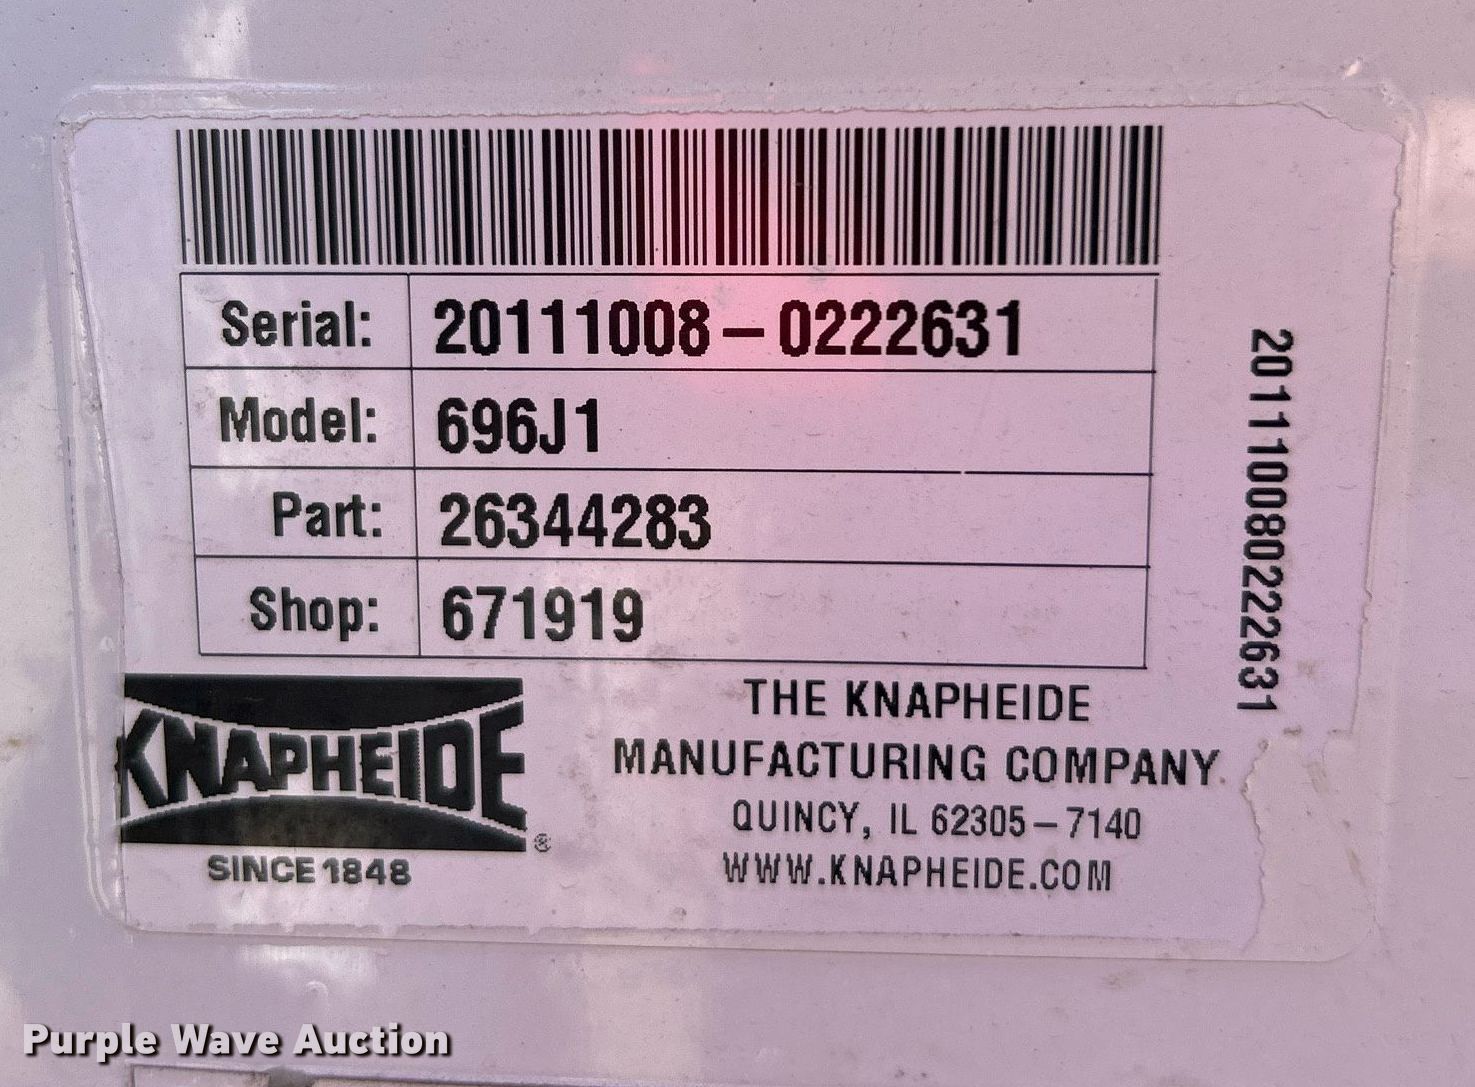 Serial: 20111008-0222631
Model: 696J1
Part: 26344283
Shop: 671919
201110080222631
KNAPHEIDE®
SINCE 1848
THE KNAPHEIDE
MANUFACTURING COMPANY
QUINCY, IL 62305-7140
WWW.KNAPHEIDE.COM
Purple Wave Auction